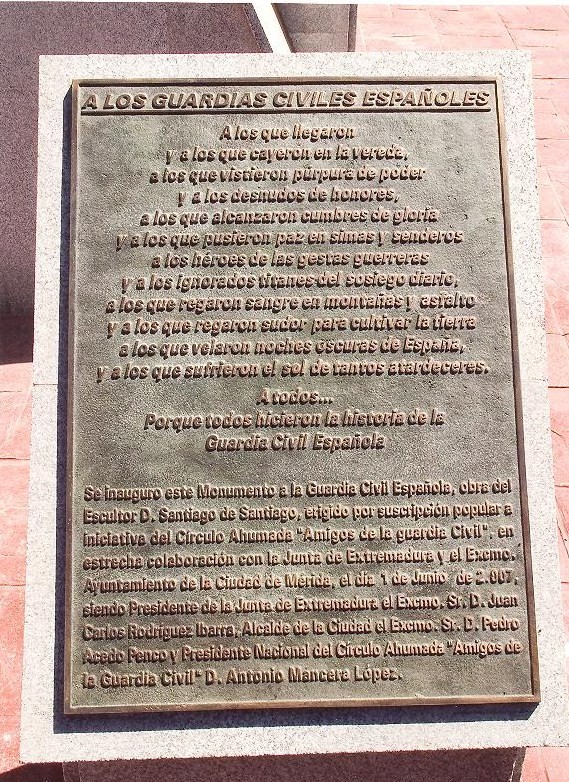 A LOS GUARDIAS CIVILES ESPAÑOLES
A los que llegaron
y a los que cayeron en la vereda,
a los que vistieron púrpura de poder
y a los desnudos de honores,
a los que alcanzaron cumbres de gloria
y a los que pusieron paz en simas y senderos
a los héroes de las gestas guerreras
y a los ignorados titanes del sosiego diario,
a los que regaron sangre en montañas y asfalto
y a los que regaron sudor para cultivar la tierra
a los que velaron noches oscuras de España,
y a los que sufrieron el sol de tantos atardeceres.
A todos...
Porque todos hicieron la historia de la
Guardia Civil Española
Se inauguro este Monumento a la Guardia Civil Española, obra del
Escultor D. Santiago de Santiago, erigido por suscripción popular a
iniciativa del Círculo Ahumada "Amigos de la guardia Civil", en
estrecha colaboración con la Junta de Extremadura y el Excmo.
Ayuntamiento de la Ciudad de Mérida, el día 1 de Junio de 2.007,
siendo Presidente de la Junta de Extremadura el Excmo. Sr. D. Juan
Carlos Rodríguez Ibarra, Alcalde de la Ciudad el Excmo. Sr. D. Pedro
Acedo Penco y Presidente Nacional del Círculo Ahumada "Amigos de
la Guardia Civil" D. Antonio Mancera López.